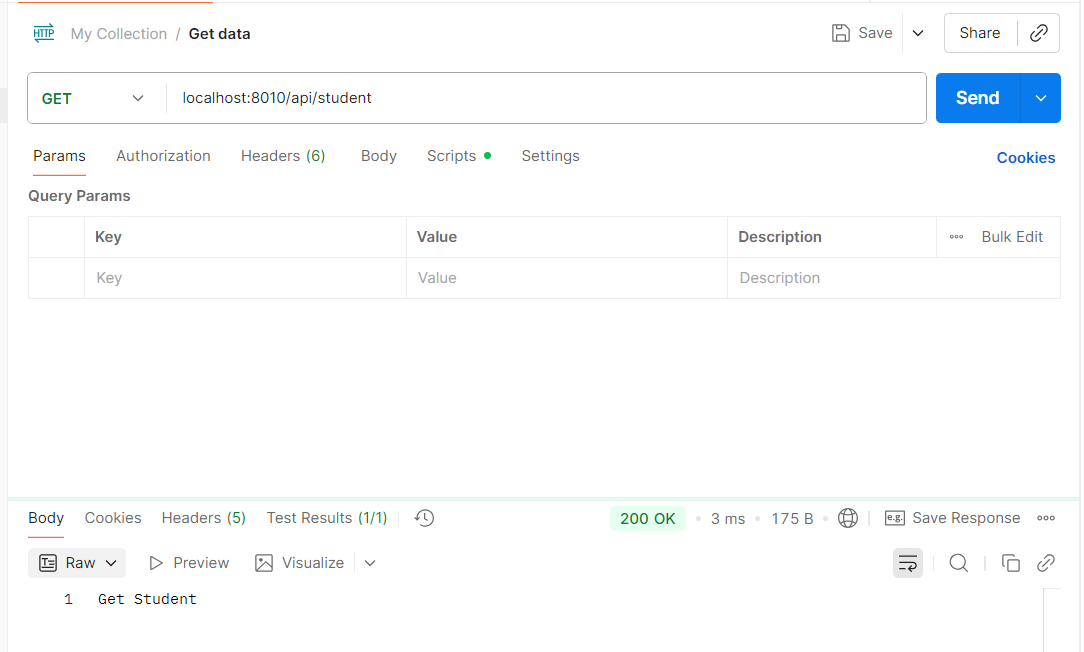 HTTP My Collection / Get data Save Share
GET localhost:8010/api/student Send
Params Authorization Headers (6) Body Scripts Settings Cookies
Query Params
Key Value Description Bulk Edit
Key Value Description
Body Cookies Headers (5) Test Results (1/1) 200 OK 3 ms 175 B e.g. Save Response
Raw Preview Visualize
1 Get Student